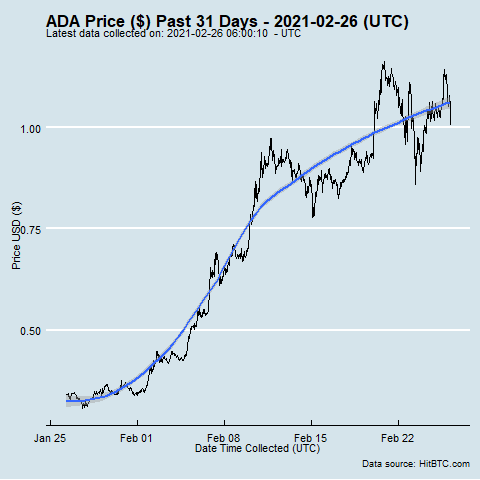 ADA Price ($) Past 31 Days - 2021-02-26 (UTC)
Latest data collected on: 2021-02-26 06:00:10  - UTC
1.00
0.75
0.50
Price USD ($)
Jan 25 Feb 01 Feb 08 Feb 15 Feb 22
Date Time Collected (UTC)
Data source: HitBTC.com